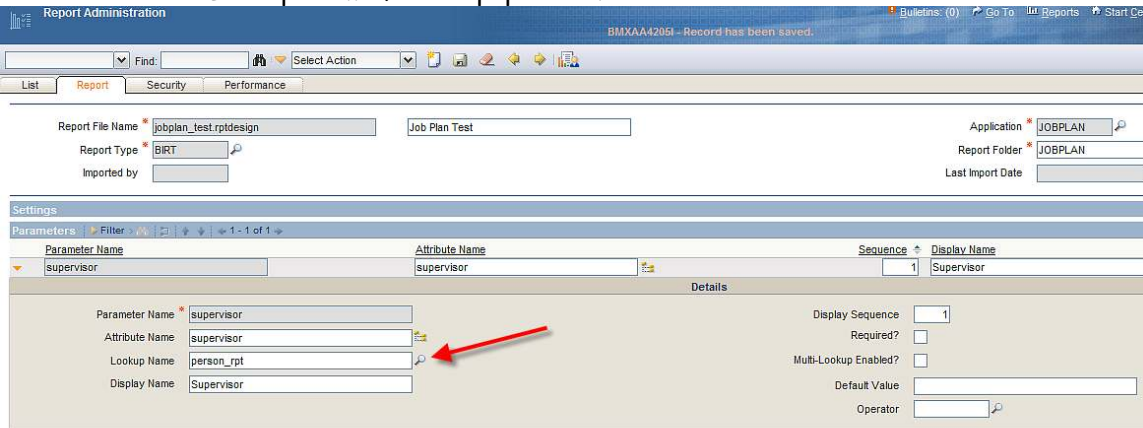 Report Administration
Bulletins: (0) Go To Reports Start Ce
BMXAA4205I - Record has been saved.
Find: Select Action
List Report Security Performance
Report File Name * jobplan_test.rptdesign Job Plan Test Application * JOBPLAN
Report Type * BIRT Report Folder * JOBPLAN
Imported by Last Import Date
Settings
Parameters Filter 1 - 1 of 1
Parameter Name Attribute Name Sequence Display Name
supervisor supervisor 1 Supervisor
Details
Parameter Name * supervisor Display Sequence 1
Attribute Name supervisor Required?
Lookup Name person_rpt Multi-Lookup Enabled?
Display Name Supervisor Default Value
Operator